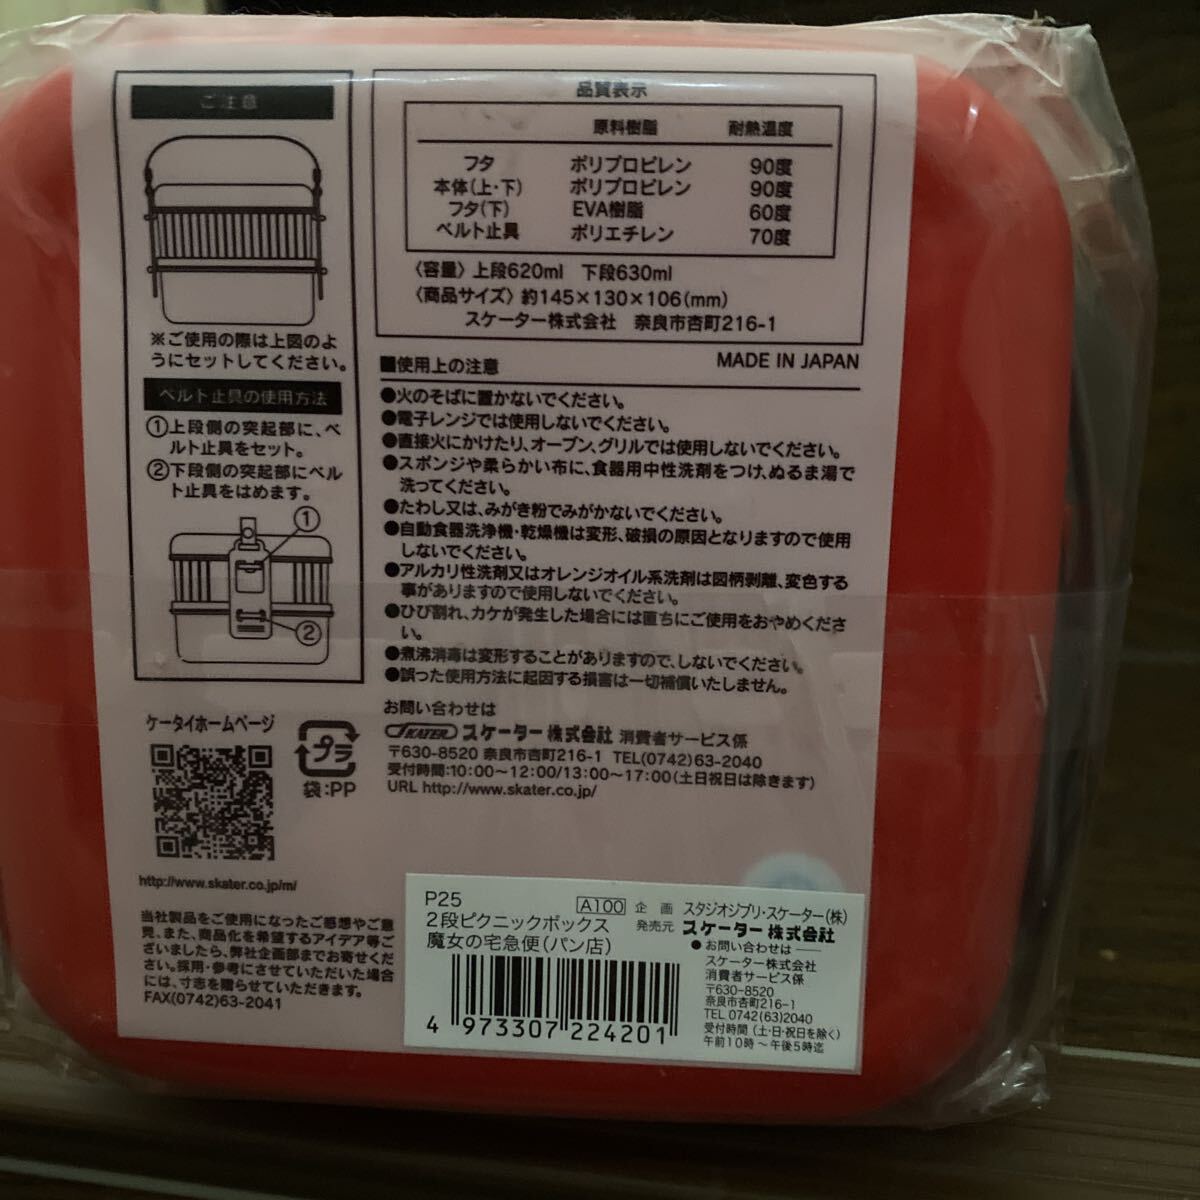 ご注意
※ご使用の際は上図のよ
うにセットしてください。
ベルト止具の使用方法
①上段側の突起部に、ベ
ルト止具をセット。
②下段側の突起部にベル
ト止具をはめます。
①
②
品質表示
原料樹脂 耐熱温度
フタ ポリプロピレン 90度
本体(上・下) ポリプロピレン 90度
フタ(下) EVA樹脂 60度
ベルト止具 ポリエチレン 70度
〈容量〉上段620ml 下段630ml
〈商品サイズ〉約145×130×106(mm)
スケーター株式会社 奈良市杏町216-1
MADE IN JAPAN
■使用上の注意
●火のそばに置かないでください。
●電子レンジでは使用しないでください。
●直接火にかけたり、オーブン、グリルでは使用しないでください。
●スポンジや柔らかい布に、食器用中性洗剤をつけ、ぬるま湯で
洗ってください。
●たわし又は、みがき粉でみがかないでください。
●自動食器洗浄機・乾燥機は変形、破損の原因となりますので使用
しないでください。
●アルカリ性洗剤又はオレンジオイル系洗剤は図柄剥離、変色する
事がありますので使用しないでください。
●ひび割れ、カケが発生した場合には直ちにご使用をおやめくださ
い。
●煮沸消毒は変形することがありますので、しないでください。
●誤った使用方法に起因する損害は一切補償いたしません。
お問い合わせは
SKATER スケーター株式会社 消費者サービス係
〒630-8520 奈良市杏町216-1 TEL(0742)63-2040
受付時間:10:00～12:00/13:00～17:00(土日祝日は除きます)
URL http://www.skater.co.jp/
ケータイホームページ
プラ
袋:PP
http://www.skater.co.jp/m/
当社製品をご使用になったご感想やご意
見、また、商品化を希望するアイデア等ご
ざいましたら、弊社企画部までお寄せくだ
さい。採用・参考にさせていただいた場合
には、寸志を贈らせていただきます。
FAX(0742)63-2041
P25
2段ピクニックボックス
魔女の宅急便(パン店)
4 973307 224201
A100 企画 スタジオジブリ・スケーター(株)
発売元 スケーター株式会社
●お問い合わせは
スケーター株式会社
消費者サービス係
〒630-8520
奈良市杏町216-1
TEL 0742(63)2040
受付時間(土・日・祝日を除く)
午前10時～午後5時迄